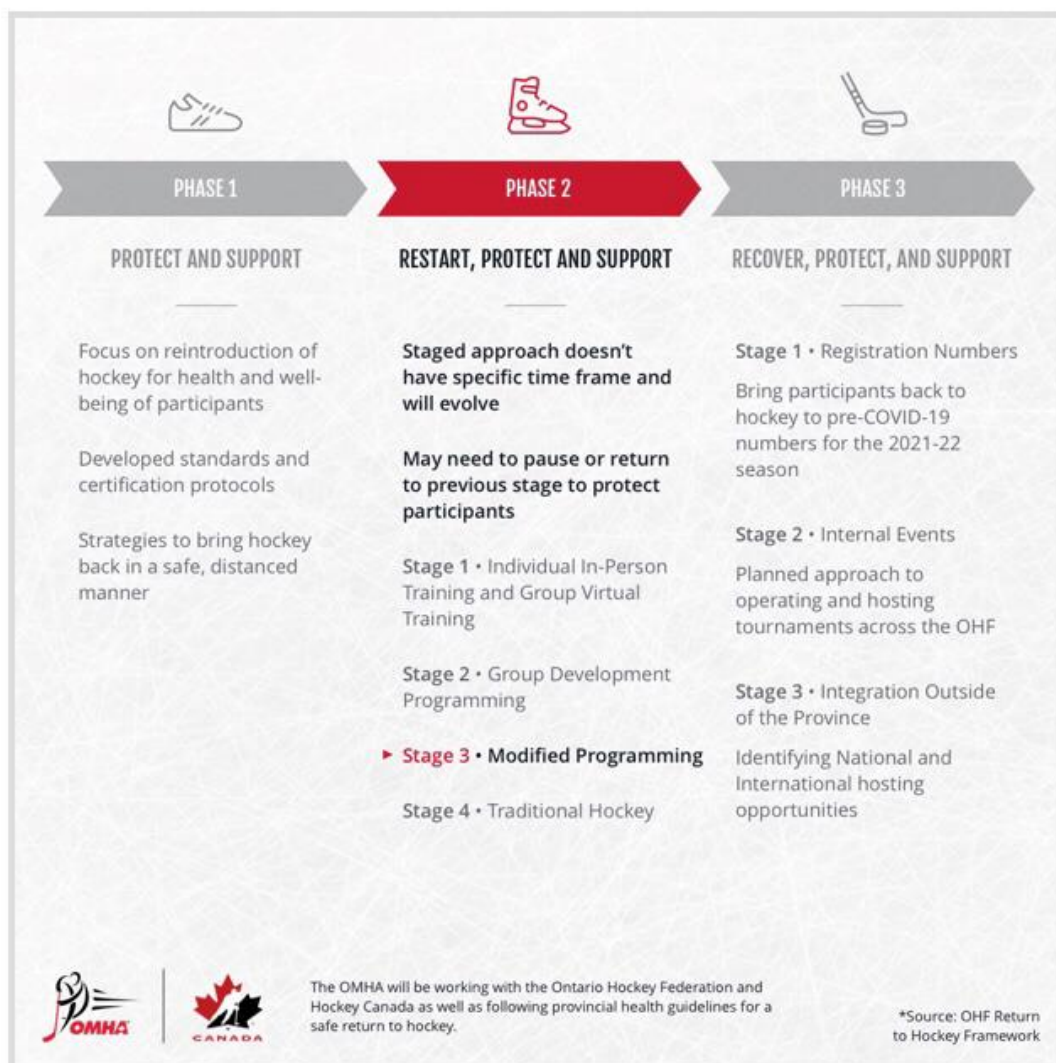 PHASE 1
PROTECT AND SUPPORT
Focus on reintroduction of
hockey for health and well-
being of participants
Developed standards and
certification protocols
Strategies to bring hockey
back in a safe, distanced
manner
PHASE 2
RESTART, PROTECT AND SUPPORT
Staged approach doesn't
have specific time frame and
will evolve
May need to pause or return
to previous stage to protect
participants
Stage 1 • Individual In-Person
Training and Group Virtual
Training
Stage 2 • Group Development
Programming
► Stage 3 • Modified Programming
Stage 4 • Traditional Hockey
PHASE 3
RECOVER, PROTECT, AND SUPPORT
Stage 1 • Registration Numbers
Bring participants back to
hockey to pre-COVID-19
numbers for the 2021-22
season
Stage 2 • Internal Events
Planned approach to
operating and hosting
tournaments across the OHF
Stage 3 • Integration Outside
of the Province
Identifying National and
International hosting
opportunities
OMHA
CANADA
The OMHA will be working with the Ontario Hockey Federation and
Hockey Canada as well as following provincial health guidelines for a
safe return to hockey.
*Source: OHF Return
to Hockey Framework